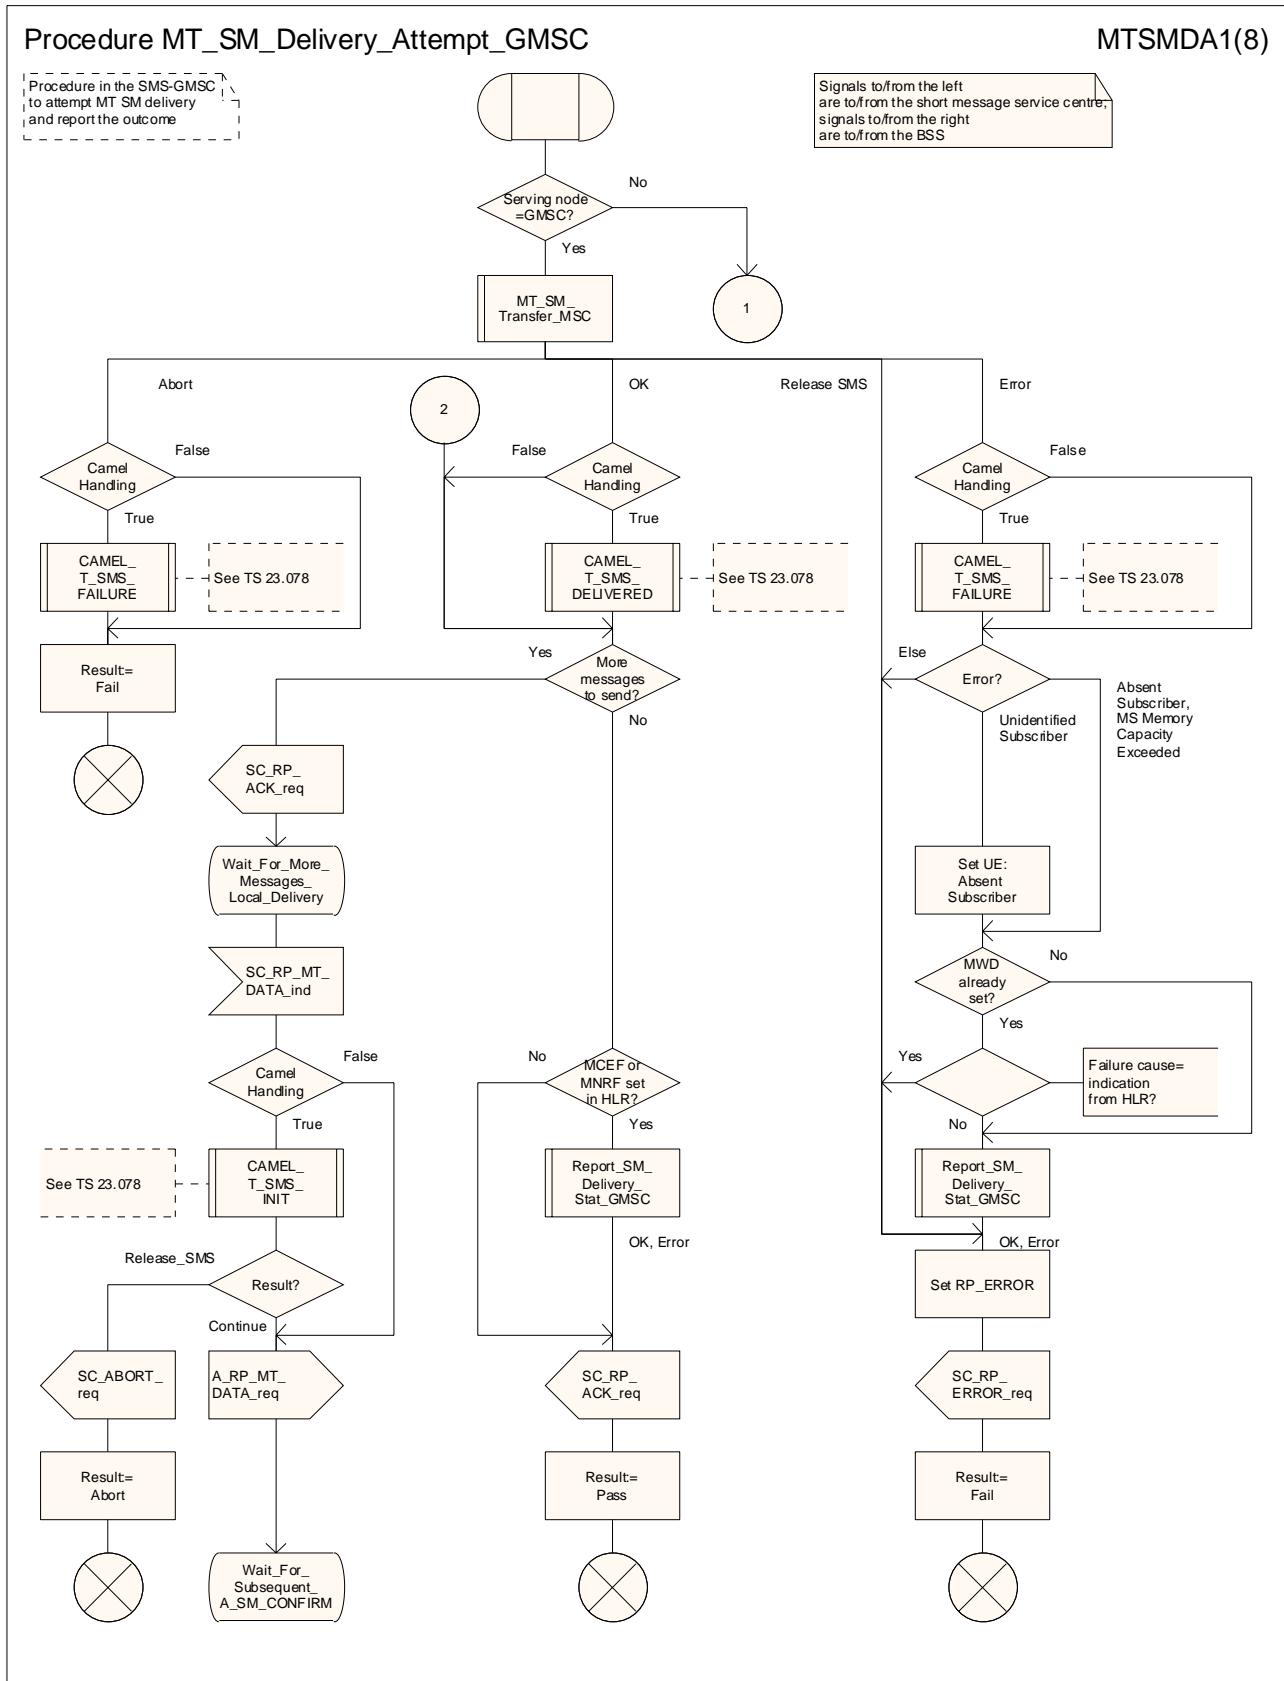 Procedure MT_SM_Delivery_Attempt_GMSC
MTSMDA1(8)
Procedure in the SMS-GMSC
to attempt MT SM delivery
and report the outcome
Signals to/from the left
are to/from the short message service centre;
signals to/from the right
are to/from the BSS
Serving node
=GMSC?
No
Yes
MT_SM_
Transfer_MSC
1
Abort
OK
Release SMS
Error
2
Camel
Handling
False
True
Camel
Handling
False
True
Camel
Handling
False
True
CAMEL_
T_SMS_
FAILURE
See TS 23.078
CAMEL_
T_SMS_
DELIVERED
See TS 23.078
CAMEL_
T_SMS_
FAILURE
See TS 23.078
Result:=
Fail
Yes
More
messages
to send?
No
Else
Error?
Unidentified
Subscriber
Absent
Subscriber,
MS Memory
Capacity
Exceeded
SC_RP_
ACK_req
Wait_For_More_
Messages_
Local_Delivery
Set UE:
Absent
Subscriber
SC_RP_MT_
DATA_ind
MWD
already
set?
No
Yes
Camel
Handling
False
True
No
MCEF or
MNRF set
in HLR?
Yes
Yes
Failure cause=
indication
from HLR?
No
See TS 23.078
CAMEL_
T_SMS_
INIT
Report_SM_
Delivery_
Stat_GMSC
OK, Error
Report_SM_
Delivery_
Stat_GMSC
OK, Error
Release_SMS
Result?
Continue
Set RP_ERROR
SC_ABORT_
req
A_RP_MT_
DATA_req
SC_RP_
ACK_req
SC_RP_
ERROR_req
Result:=
Abort
Result:=
Pass
Result:=
Fail
Wait_For_
Subsequent_
A_SM_CONFIRM